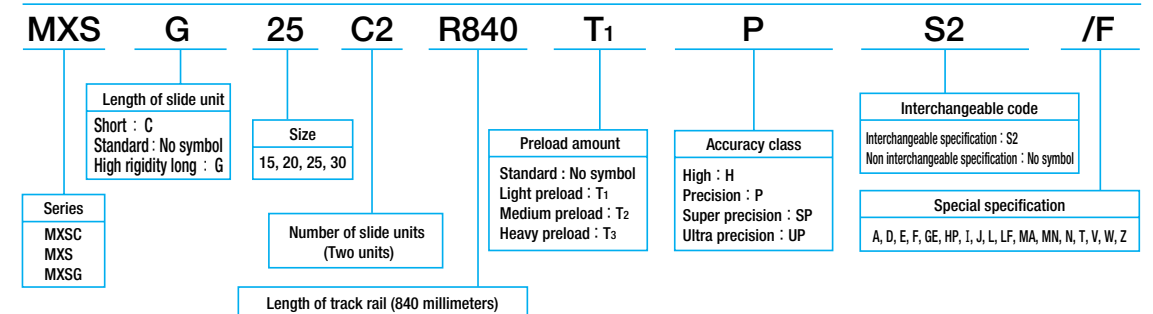 MXS G 25 C2 R840 T1 P S2 /F
Length of slide unit
Short : C
Standard : No symbol
High rigidity long : G
Size
15, 20, 25, 30
Preload amount
Standard : No symbol
Light preload : T1
Medium preload : T2
Heavy preload : T3
Accuracy class
High : H
Precision : P
Super precision : SP
Ultra precision : UP
Interchangeable code
Interchangeable specification : S2
Non interchangeable specification : No symbol
Series
MXSC
MXS
MXSG
Number of slide units
(Two units)
Special specification
A, D, E, F, GE, HP, I, J, L, LF, MA, MN, N, T, V, W, Z
Length of track rail (840 millimeters)